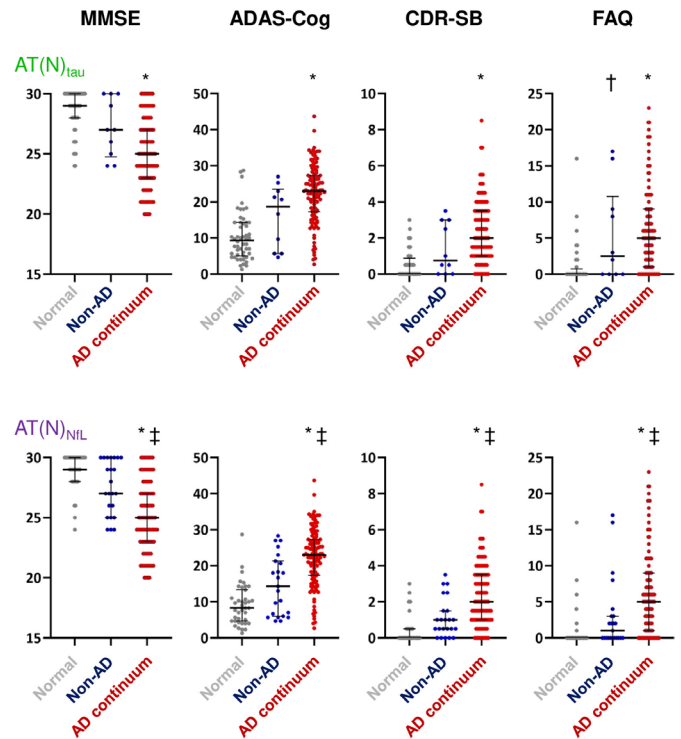 MMSE ADAS-Cog CDR-SB FAQ
AT(N)tau
* * * † *
30 50 10 25
25 40 8 20
20 30 6 15
15 20 4 10
10 2 5
0 0 0
Normal Non-AD AD continuum Normal Non-AD AD continuum Normal Non-AD AD continuum Normal Non-AD AD continuum
AT(N)NfL
* ‡ * ‡ * ‡ * ‡
30 50 10 25
25 40 8 20
20 30 6 15
15 20 4 10
10 2 5
0 0 0
Normal Non-AD AD continuum Normal Non-AD AD continuum Normal Non-AD AD continuum Normal Non-AD AD continuum